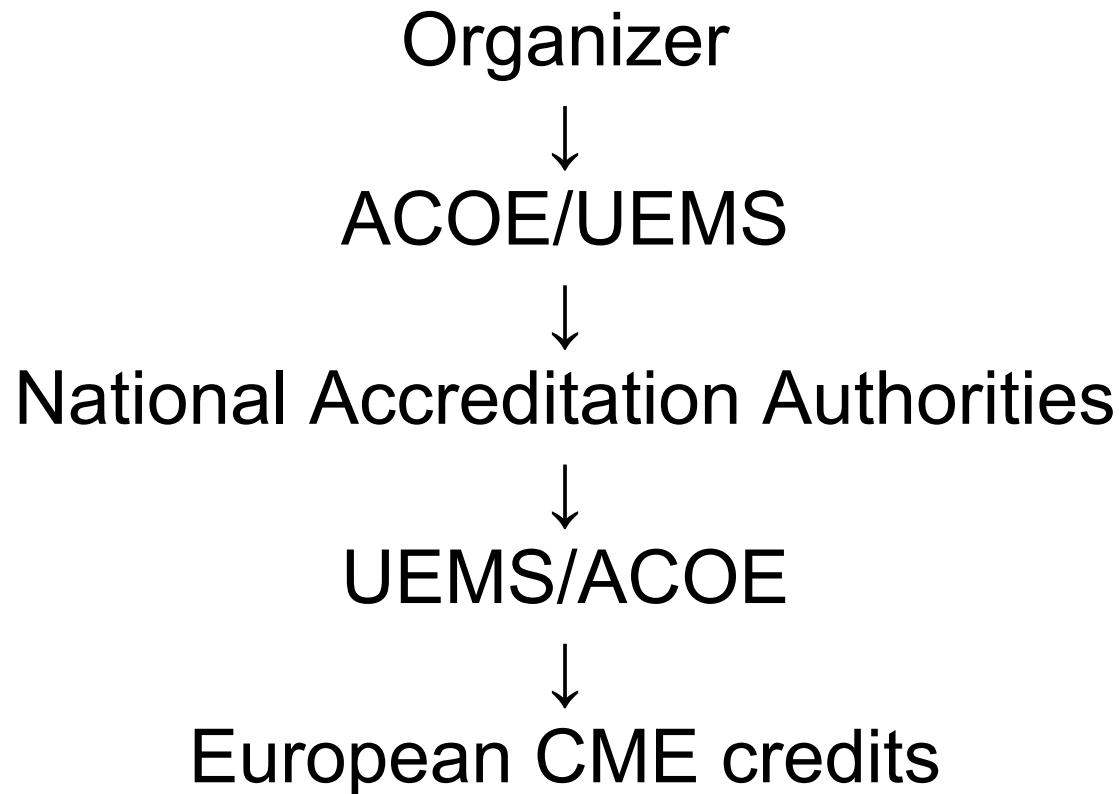 Organizer
↓
ACOE/UEMS
↓
National Accreditation Authorities
↓
UEMS/ACOE
↓
European CME credits